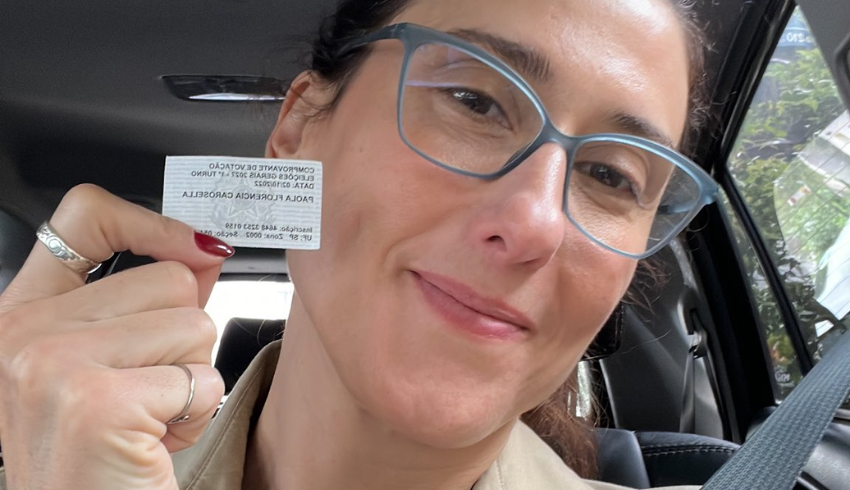 COMPROVANTE DE VOTAÇÃO
ELEIÇÕES GERAIS 2022 - 1º TURNO
DATA: 02/10/2022
PAOLA FLORENCIA CAROSELLA
Inscrição: 4648 3253 0159
UF: SP Zona: 0002 Seção: